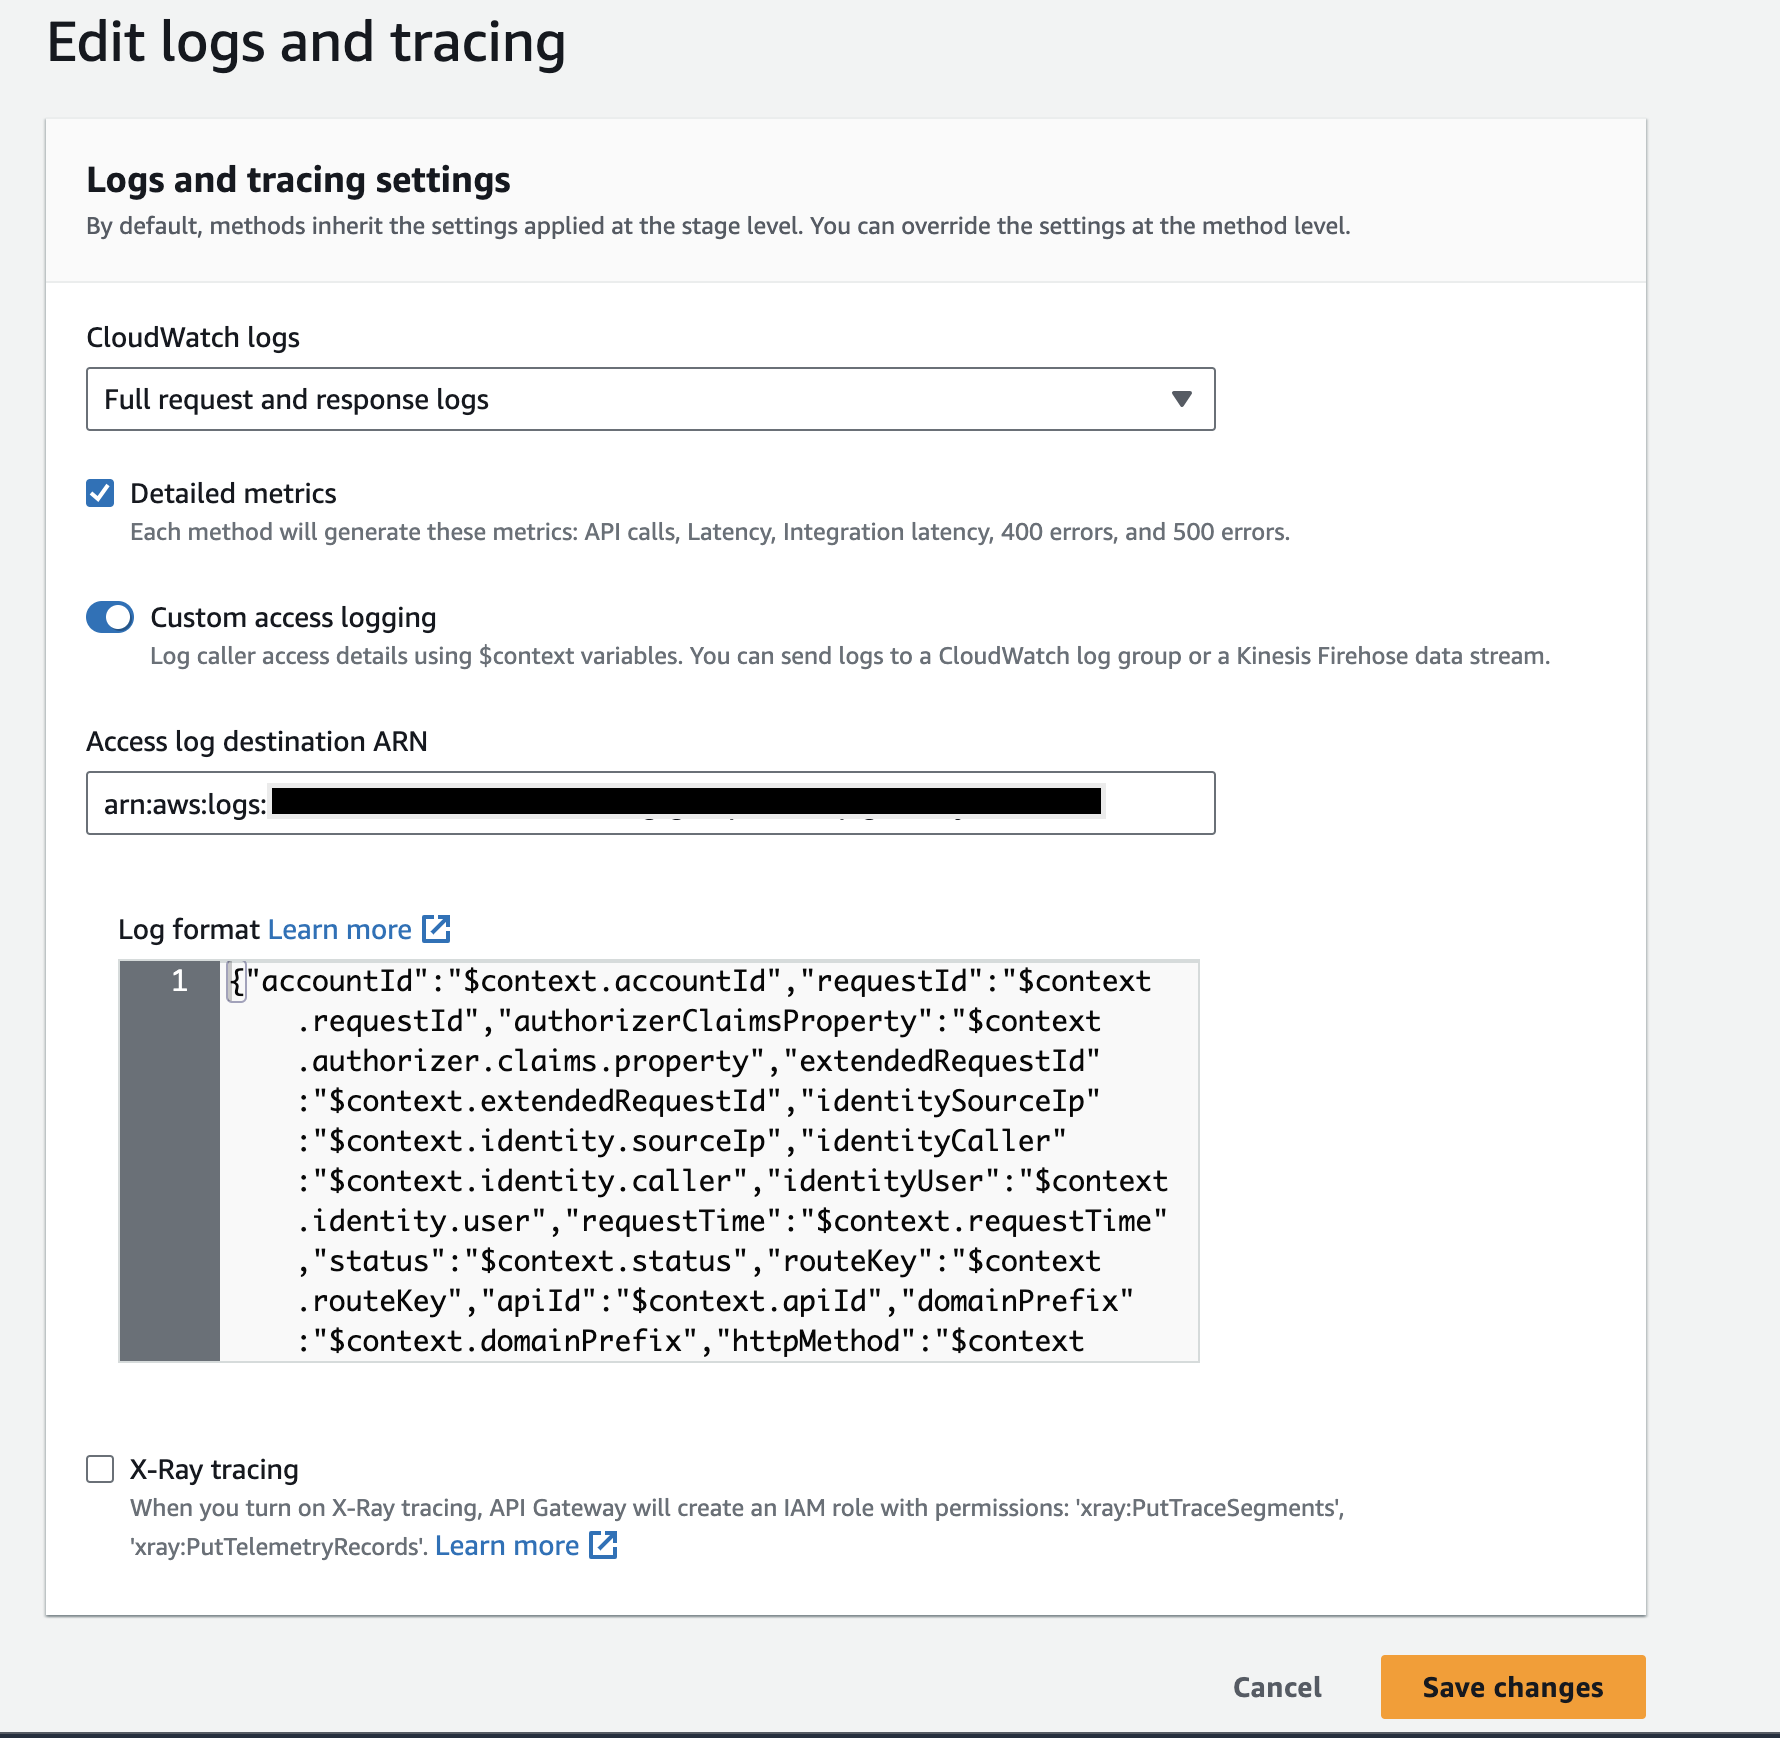 Edit logs and tracing
Logs and tracing settings
By default, methods inherit the settings applied at the stage level. You can override the settings at the method level.
CloudWatch logs
Full request and response logs
Detailed metrics
Each method will generate these metrics: API calls, Latency, Integration latency, 400 errors, and 500 errors.
Custom access logging
Log caller access details using $context variables. You can send logs to a CloudWatch log group or a Kinesis Firehose data stream.
Access log destination ARN
arn:aws:logs:
Log format Learn more
1 {"accountId":"$context.accountId","requestId":"$context
.requestId","authorizerClaimsProperty":"$context
.authorizer.claims.property","extendedRequestId"
:"$context.extendedRequestId","identitySourceIp"
:"$context.identity.sourceIp","identityCaller"
:"$context.identity.caller","identityUser":"$context
.identity.user","requestTime":"$context.requestTime"
,"status":"$context.status","routeKey":"$context
.routeKey","apiId":"$context.apiId","domainPrefix"
:"$context.domainPrefix","httpMethod":"$context
X-Ray tracing
When you turn on X-Ray tracing, API Gateway will create an IAM role with permissions: 'xray:PutTraceSegments',
'xray:PutTelemetryRecords'. Learn more
Cancel
Save changes